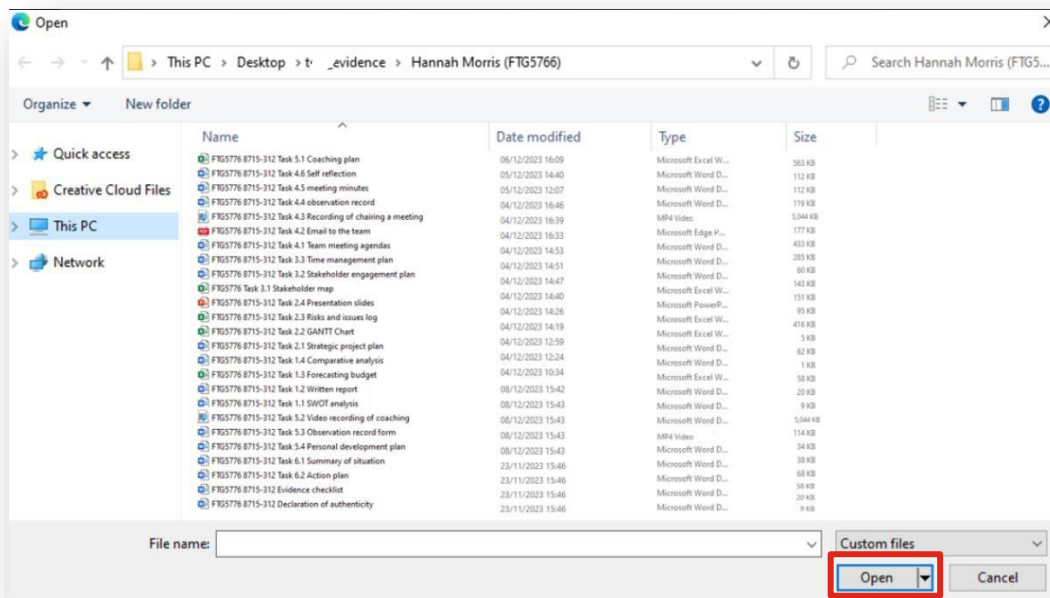 Open
This PC > Desktop > t _evidence > Hannah Morris (FTG5766)
Search Hannah Morris (FTG5...
Organize New folder
Quick access
Creative Cloud Files
This PC
Network
Name
FTG5776 8715-312 Task 5.1 Coaching plan
FTG5776 8715-312 Task 4.6 Self reflection
FTG5776 8715-312 Task 4.5 meeting minutes
FTG5776 8715-312 Task 4.4 observation record
FTG5776 8715-312 Task 4.3 Recording of chairing a meeting
FTG5776 8715-312 Task 4.2 Email to the team
FTG5776 8715-312 Task 4.1 Team meeting agendas
FTG5776 8715-312 Task 3.3 Time management plan
FTG5776 8715-312 Task 3.2 Stakeholder engagement plan
FTG5776 Task 3.1 Stakeholder map
FTG5776 8715-312 Task 2.4 Presentation slides
FTG5776 8715-312 Task 2.3 Risks and issues log
FTG5776 8715-312 Task 2.2 GANTT Chart
FTG5776 8715-312 Task 2.1 Strategic project plan
FTG5776 8715-312 Task 1.4 Comparative analysis
FTG5776 8715-312 Task 1.3 Forecasting budget
FTG5776 8715-312 Task 1.2 Written report
FTG5776 8715-312 Task 1.1 SWOT analysis
FTG5776 8715-312 Task 5.2 Video recording of coaching
FTG5776 8715-312 Task 5.3 Observation record form
FTG5776 8715-312 Task 5.4 Personal development plan
FTG5776 8715-312 Task 6.1 Summary of situation
FTG5776 8715-312 Task 6.2 Action plan
FTG5776 8715-312 Evidence checklist
FTG5776 8715-312 Declaration of authenticity
Date modified
06/12/2023 16:09
05/12/2023 14:40
05/12/2023 12:07
04/12/2023 16:46
04/12/2023 16:39
04/12/2023 16:33
04/12/2023 14:53
04/12/2023 14:51
04/12/2023 14:47
04/12/2023 14:40
04/12/2023 14:26
04/12/2023 14:19
04/12/2023 12:59
04/12/2023 12:24
04/12/2023 10:34
08/12/2023 15:42
08/12/2023 15:43
08/12/2023 15:43
08/12/2023 15:43
08/12/2023 15:43
23/11/2023 15:46
23/11/2023 15:46
23/11/2023 15:46
23/11/2023 15:46
Type
Microsoft Excel W...
Microsoft Word D...
Microsoft Word D...
Microsoft Word D...
MP4 Video
Microsoft Edge P...
Microsoft Word D...
Microsoft Word D...
Microsoft Word D...
Microsoft Excel W...
Microsoft PowerP...
Microsoft Excel W...
Microsoft Excel W...
Microsoft Word D...
Microsoft Word D...
Microsoft Excel W...
Microsoft Word D...
Microsoft Word D...
Microsoft Word D...
MP4 Video
Microsoft Word D...
Microsoft Word D...
Microsoft Word D...
Microsoft Word D...
Microsoft Word D...
Size
563 KB
112 KB
112 KB
119 KB
5,044 KB
177 KB
433 KB
285 KB
60 KB
143 KB
151 KB
95 KB
416 KB
5 KB
62 KB
1 KB
58 KB
20 KB
9 KB
5,044 KB
114 KB
34 KB
38 KB
68 KB
58 KB
20 KB
9 KB
File name:
Custom files
Open
Cancel